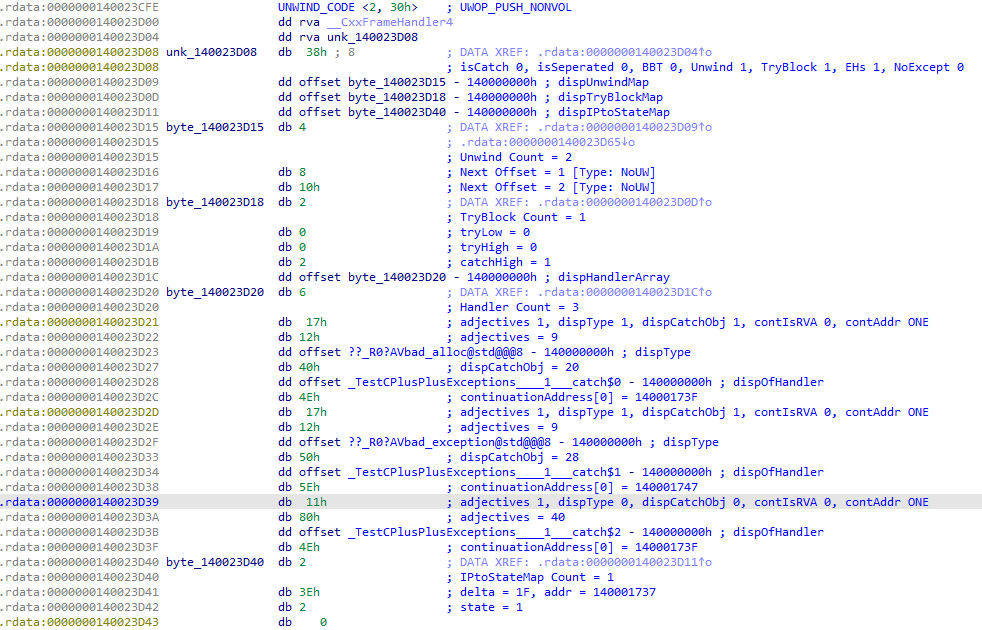 .rdata:0000000140023CFE UNWIND_CODE <2, 30h> ; UWOP_PUSH_NONVOL
.rdata:0000000140023D00 dd rva __CxxFrameHandler4
.rdata:0000000140023D04 dd rva unk_140023D08
.rdata:0000000140023D08 unk_140023D08 db 38h ; 8 ; DATA XREF: .rdata:0000000140023D04↑o
.rdata:0000000140023D08 ; isCatch 0, isSeperated 0, BBT 0, Unwind 1, TryBlock 1, EHs 1, NoExcept 0
.rdata:0000000140023D09 dd offset byte_140023D15 - 140000000h ; dispUnwindMap
.rdata:0000000140023D0D dd offset byte_140023D18 - 140000000h ; dispTryBlockMap
.rdata:0000000140023D11 dd offset byte_140023D40 - 140000000h ; dispIPtoStateMap
.rdata:0000000140023D15 byte_140023D15 db 4 ; DATA XREF: .rdata:0000000140023D09↑o
.rdata:0000000140023D15 ; .rdata:0000000140023D65↓o
.rdata:0000000140023D15 ; Unwind Count = 2
.rdata:0000000140023D16 db 8 ; Next Offset = 1 [Type: NoUW]
.rdata:0000000140023D17 db 10h ; Next Offset = 2 [Type: NoUW]
.rdata:0000000140023D18 byte_140023D18 db 2 ; DATA XREF: .rdata:0000000140023D0D↑o
.rdata:0000000140023D18 ; TryBlock Count = 1
.rdata:0000000140023D19 db 0 ; tryLow = 0
.rdata:0000000140023D1A db 0 ; tryHigh = 0
.rdata:0000000140023D1B db 2 ; catchHigh = 1
.rdata:0000000140023D1C dd offset byte_140023D20 - 140000000h ; dispHandlerArray
.rdata:0000000140023D20 byte_140023D20 db 6 ; DATA XREF: .rdata:0000000140023D1C↑o
.rdata:0000000140023D20 ; Handler Count = 3
.rdata:0000000140023D21 db 17h ; adjectives 1, dispType 1, dispCatchObj 1, contIsRVA 0, contAddr ONE
.rdata:0000000140023D22 db 12h ; adjectives = 9
.rdata:0000000140023D23 dd offset ??_R0?AVbad_alloc@std@@@8 - 140000000h ; dispType
.rdata:0000000140023D27 db 40h ; dispCatchObj = 20
.rdata:0000000140023D28 dd offset _TestCPlusPlusExceptions____1___catch$0 - 140000000h ; dispOfHandler
.rdata:0000000140023D2C db 4Eh ; continuationAddress[0] = 14000173F
.rdata:0000000140023D2D db 17h ; adjectives 1, dispType 1, dispCatchObj 1, contIsRVA 0, contAddr ONE
.rdata:0000000140023D2E db 12h ; adjectives = 9
.rdata:0000000140023D2F dd offset ??_R0?AVbad_exception@std@@@8 - 140000000h ; dispType
.rdata:0000000140023D33 db 50h ; dispCatchObj = 28
.rdata:0000000140023D34 dd offset _TestCPlusPlusExceptions____1___catch$1 - 140000000h ; dispOfHandler
.rdata:0000000140023D38 db 5Eh ; continuationAddress[0] = 140001747
.rdata:0000000140023D39 db 11h ; adjectives 1, dispType 0, dispCatchObj 0, contIsRVA 0, contAddr ONE
.rdata:0000000140023D3A db 80h ; adjectives = 40
.rdata:0000000140023D3B dd offset _TestCPlusPlusExceptions____1___catch$2 - 140000000h ; dispOfHandler
.rdata:0000000140023D3F db 4Eh ; continuationAddress[0] = 14000173F
.rdata:0000000140023D40 byte_140023D40 db 2 ; DATA XREF: .rdata:0000000140023D11↑o
.rdata:0000000140023D40 ; IPtoStateMap Count = 1
.rdata:0000000140023D41 db 3Eh ; delta = 1F, addr = 140001737
.rdata:0000000140023D42 db 2 ; state = 1
.rdata:0000000140023D43 db 0